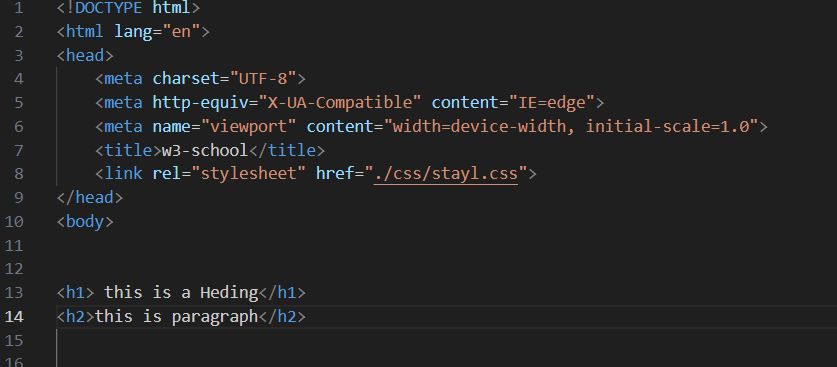 1 <!DOCTYPE html>
2 <html lang="en">
3 <head>
4     <meta charset="UTF-8">
5     <meta http-equiv="X-UA-Compatible" content="IE=edge">
6     <meta name="viewport" content="width=device-width, initial-scale=1.0">
7     <title>w3-school</title>
8     <link rel="stylesheet" href="./css/stayl.css">
9 </head>
10 <body>
11
12
13 <h1> this is a Heding</h1>
14 <h2>this is paragraph</h2>
15
16